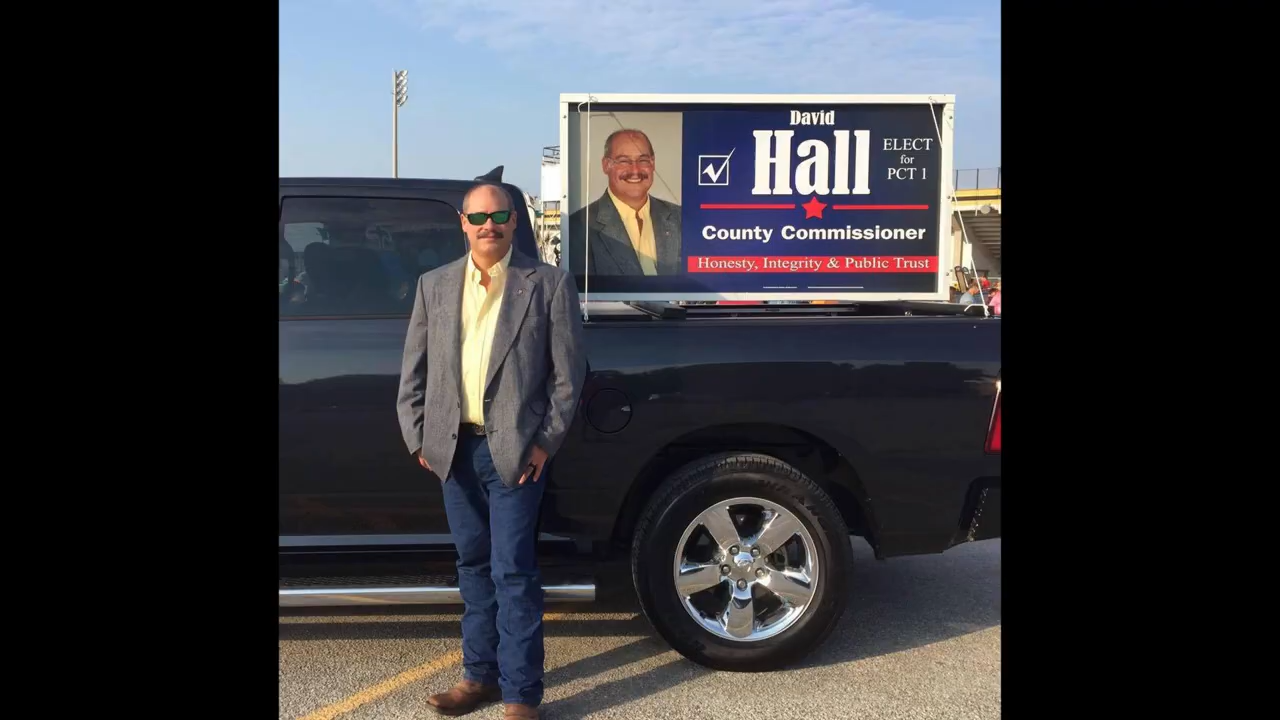 David
Hall
ELECT
for
PCT 1
County Commissioner
Honesty, Integrity & Public Trust